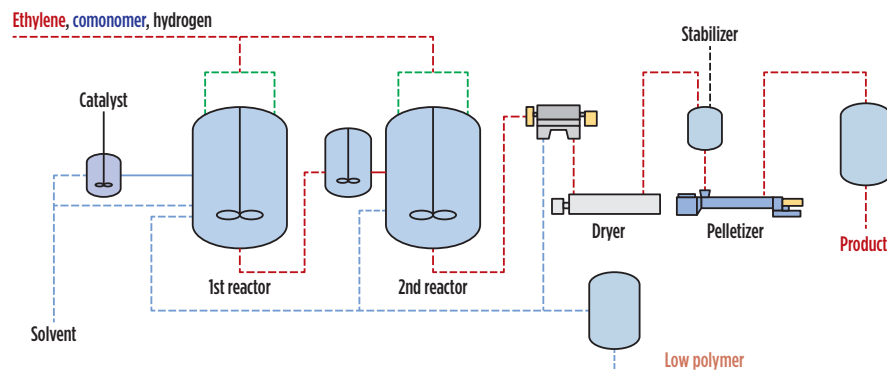 Ethylene, comonomer, hydrogen
Stabilizer
Catalyst
Dryer
Pelletizer
Product
1st reactor
2nd reactor
Solvent
Low polymer